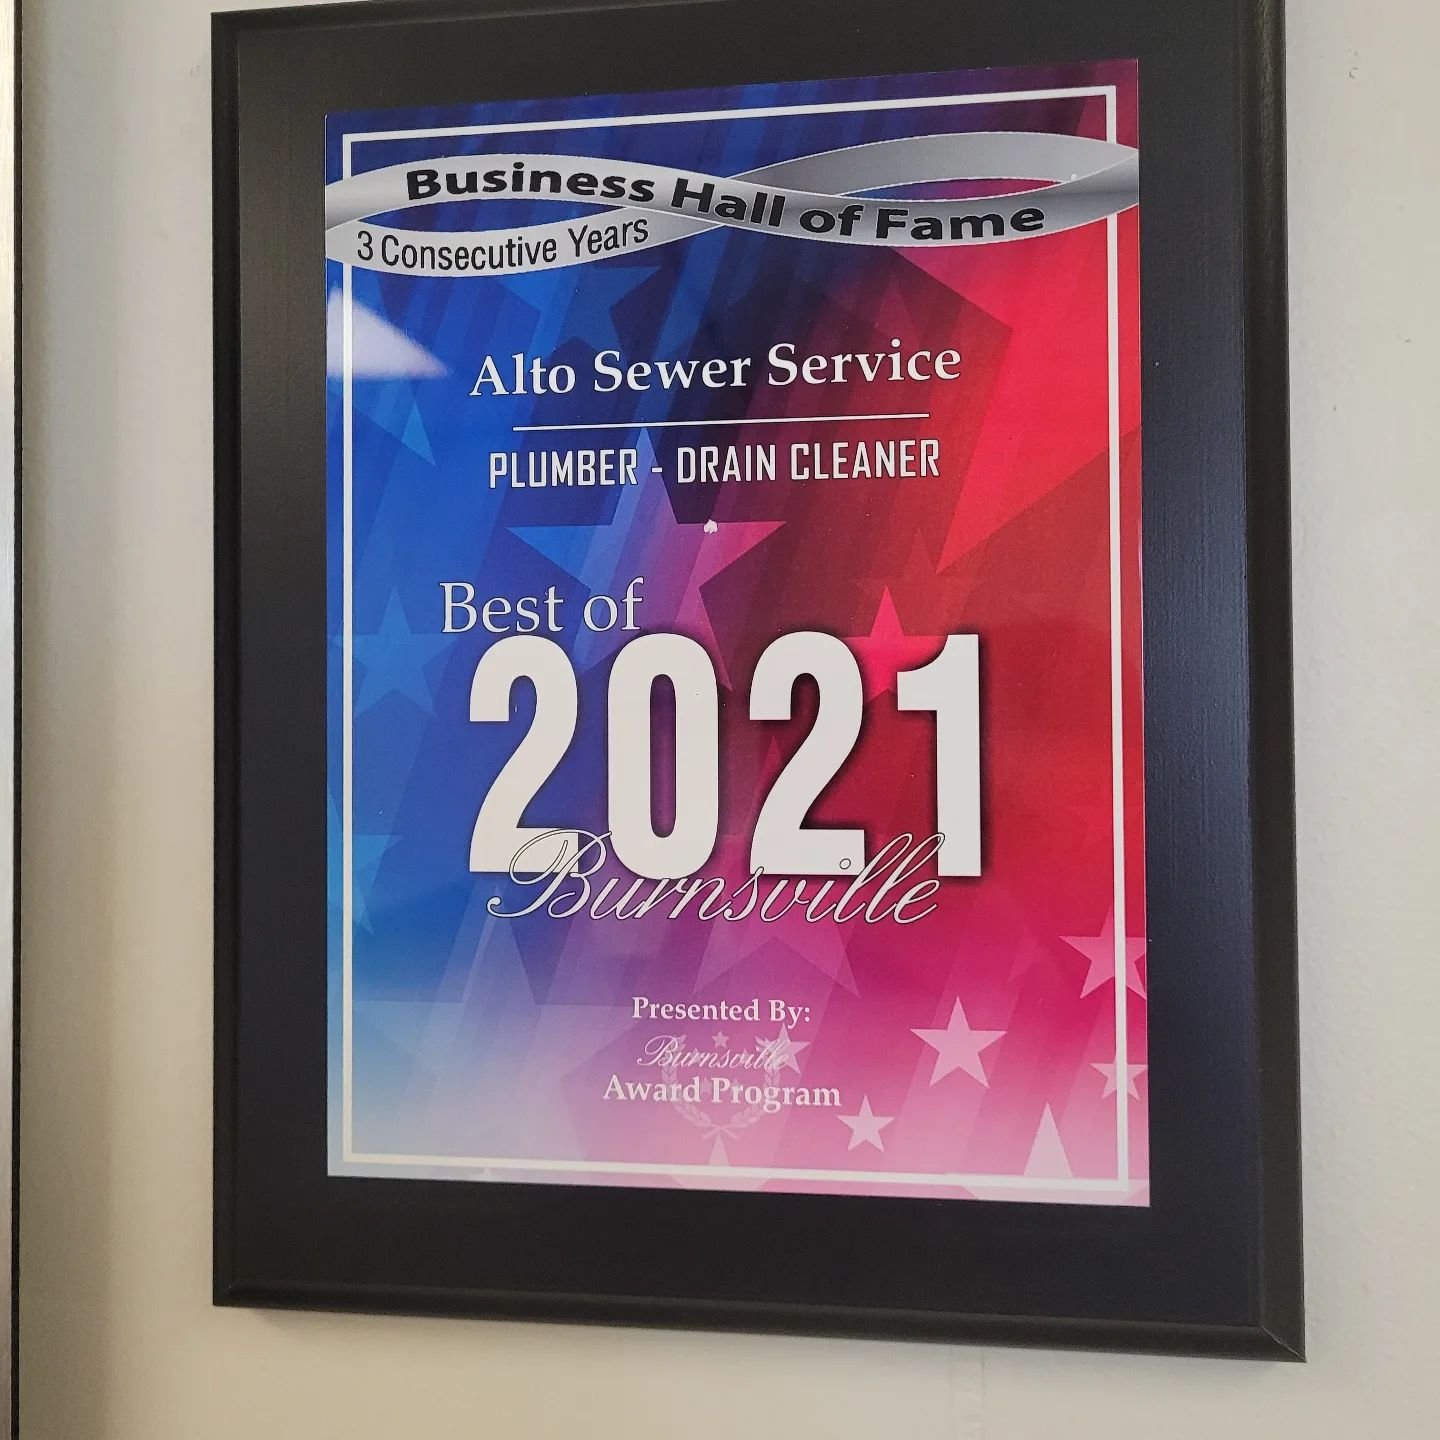 Business Hall of Fame
3 Consecutive Years
Alto Sewer Service
PLUMBER - DRAIN CLEANER
Best of
2021
Burnsville
Presented By:
Burnsville
Award Program